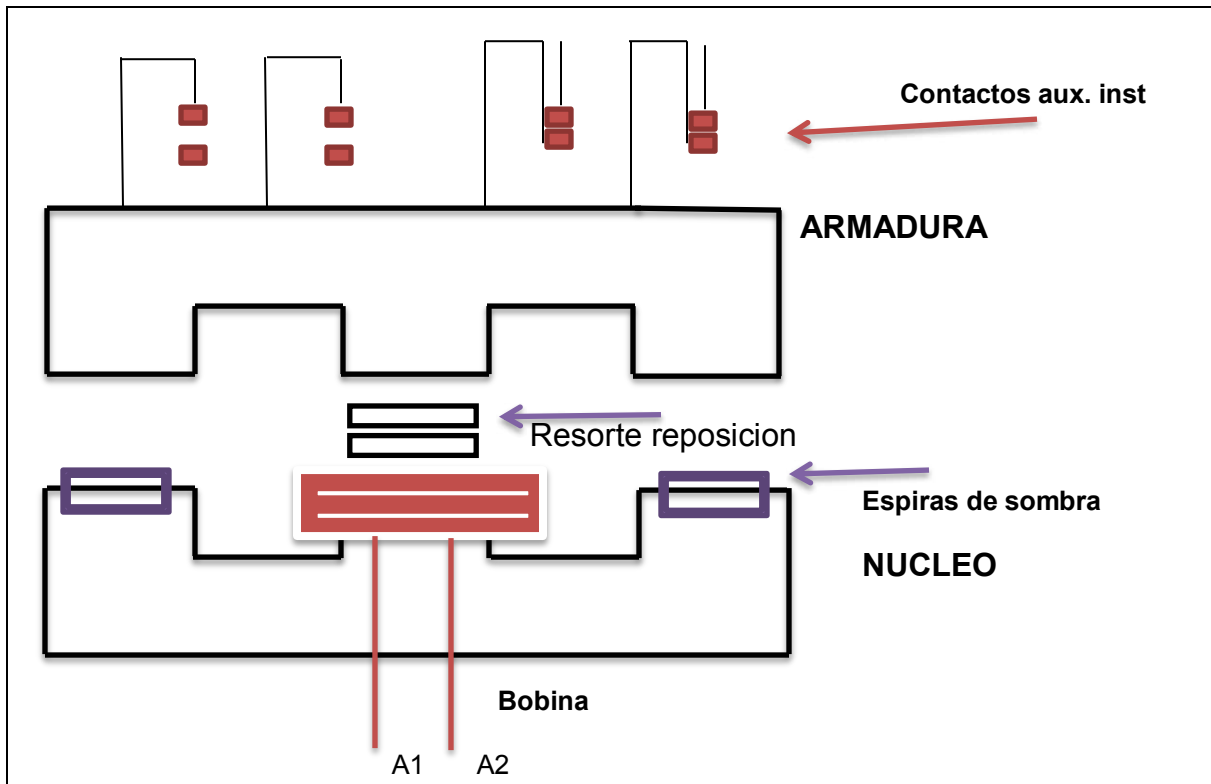 Contactos aux. inst
ARMADURA
Resorte reposicion
Espiras de sombra
NUCLEO
Bobina
A1 A2